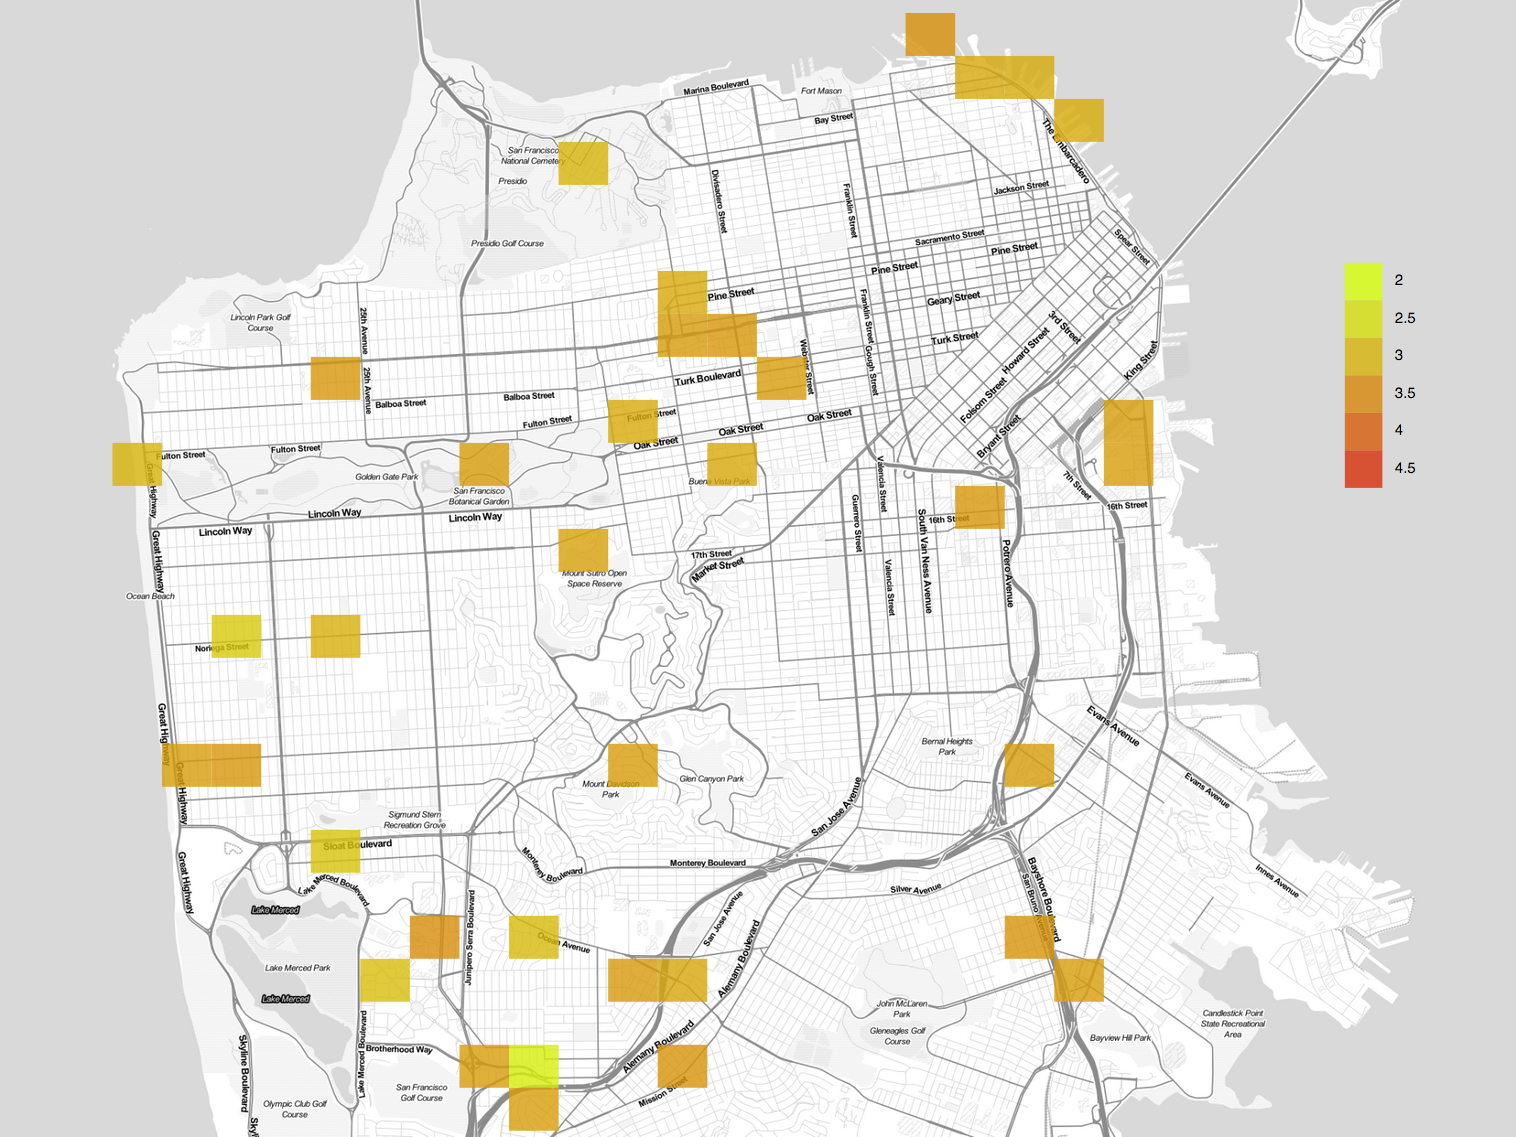 Marina Boulevard
Fort Mason
Bay Street
The Embarcadero
San Francisco
National Cemetery
Presidio
Divisadero Street
Franklin Street
Jackson Street
Presidio Golf Course
Sacramento Street
Pine Street
Spear Street
Pine Street
Pine Street
Geary Street
Franklin Street
Gough Street
Lincoln Park Golf
Course
25th Avenue
3rd Street
Howard Street
Turk Street
King Street
Webster Street
25th Avenue
Turk Boulevard
Folsom Street
Balboa Street
Balboa Street
Fulton Street
Fulton Street
Oak Street
Oak Street
Oak Street
Bryant Street
Fulton Street
Fulton Street
Great Highway
Golden Gate Park
San Francisco
Botanical Garden
Buena Vista Park
Valencia Street
7th Street
16th Street
16th Street
Lincoln Way
Lincoln Way
Lincoln Way
Guerrero Street
South Van Ness Avenue
Potrero Avenue
Great Highway
17th Street
Market Street
Valencia Street
Mount Sutro Open
Space Reserve
Ocean Beach
Noriega Street
Great Highway
Evans Avenue
Bernal Heights
Park
Mount Davidson
Park
Glen Canyon Park
Great Highway
Evans Avenue
San Jose Avenue
Sigmund Stern
Recreation Grove
Sloat Boulevard
Monterey Boulevard
Monterey Boulevard
Great Highway
Lake Merced Boulevard
Silver Avenue
Bayshore Boulevard
San Bruno Avenue
Innes Avenue
Lake Merced
Junipero Serra Boulevard
Ocean Avenue
San Jose Avenue
Alemany Boulevard
Lake Merced Park
Lake Merced
John McLaren
Park
Gleneagles Golf
Course
Candlestick Point
State Recreational
Area
Bayview Hill Park
Skyline Boulevard
Lake Merced Boulevard
Brotherhood Way
Alemany Boulevard
San Francisco
Golf Course
Mission St
Olympic Club Golf
Course
Sky
2
2.5
3
3.5
4
4.5